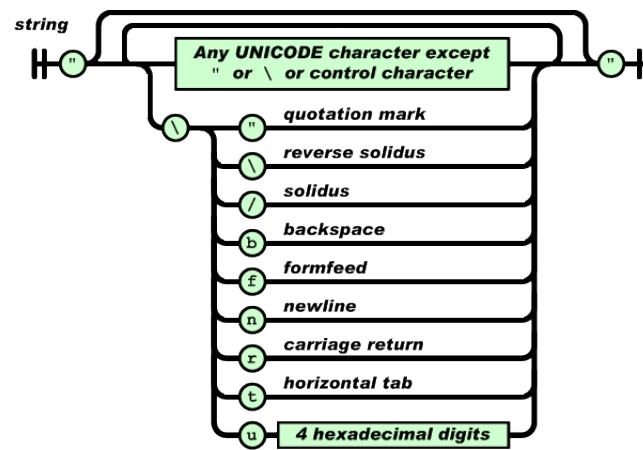 string
" Any UNICODE character except "
" or \ or control character
\ " quotation mark
\ reverse solidus
/ solidus
b backspace
f formfeed
n newline
r carriage return
t horizontal tab
u 4 hexadecimal digits